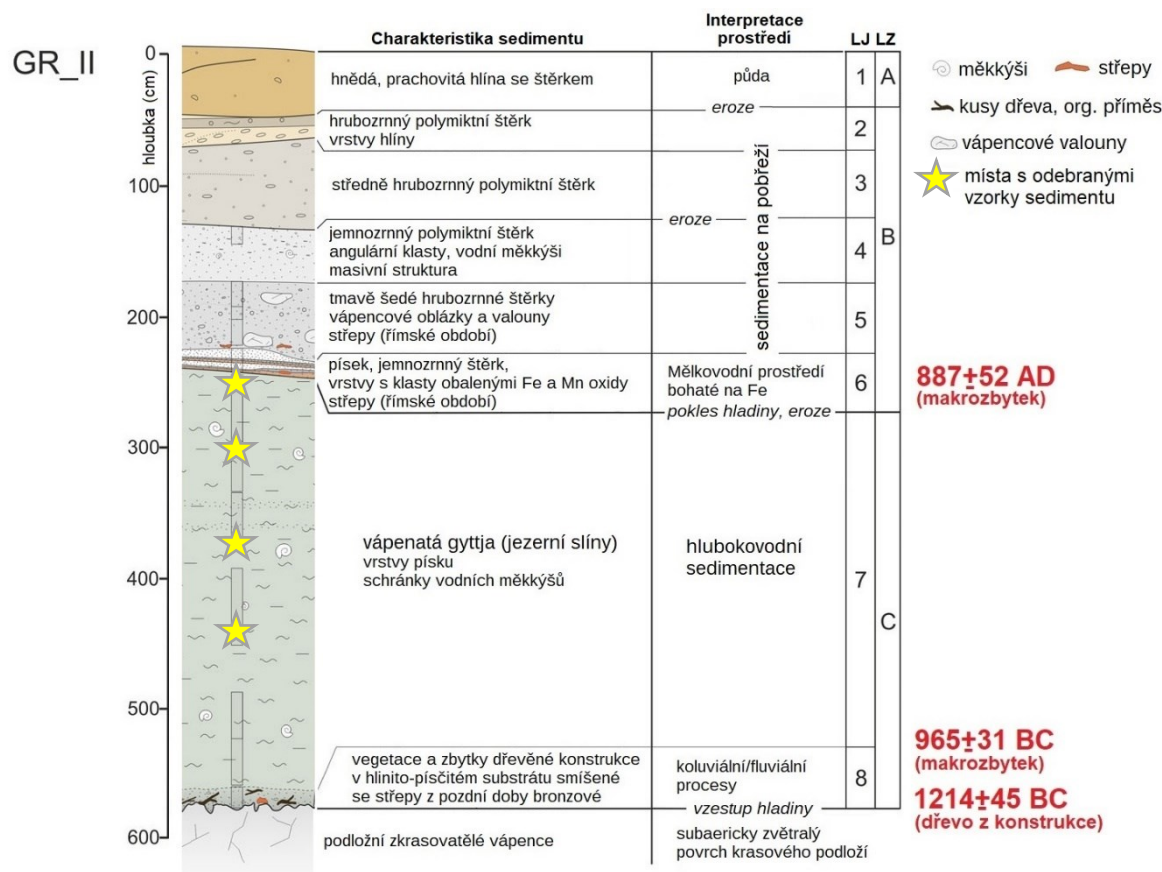 GR_II
hloubka (cm)
0
100
200
300
400
500
600
Charakteristika sedimentu
Interpretace
prostředí
LJ LZ
hnědá, prachovitá hlína se štěrkem
půda
1
A
eroze
hrubozrnný polymiktní štěrk
vrstvy hlíny
2
středně hrubozrnný polymiktní štěrk
3
sedimentace na pobřeží
B
eroze
jemnozrnný polymiktní štěrk
angulární klasty, vodní měkkýši
masivní struktura
4
tmavě šedé hrubozrnné štěrky
vápencové oblázky a valouny
střepy (římské období)
5
písek, jemnozrnný štěrk,
vrstvy s klasty obalenými Fe a Mn oxidy
střepy (římské období)
Mělkovodní prostředí
bohaté na Fe
6
pokles hladiny, eroze
vápenatá gyttja (jezerní slíny)
vrstvy písku
schránky vodních měkkýšů
hlubokovodní
sedimentace
7
C
vegetace a zbytky dřevěné konstrukce
v hlinito-písčitém substrátu smíšené
se střepy z pozdní doby bronzové
koluviální/fluviální
procesy
8
vzestup hladiny
podložní zkrasovatělé vápence
subaericky zvětralý
povrch krasového podloží
měkkýši
střepy
kusy dřeva, org. příměs
vápencové valouny
místa s odebranými
vzorky sedimentu
887±52 AD
(makrozbytek)
965±31 BC
(makrozbytek)
1214±45 BC
(dřevo z konstrukce)